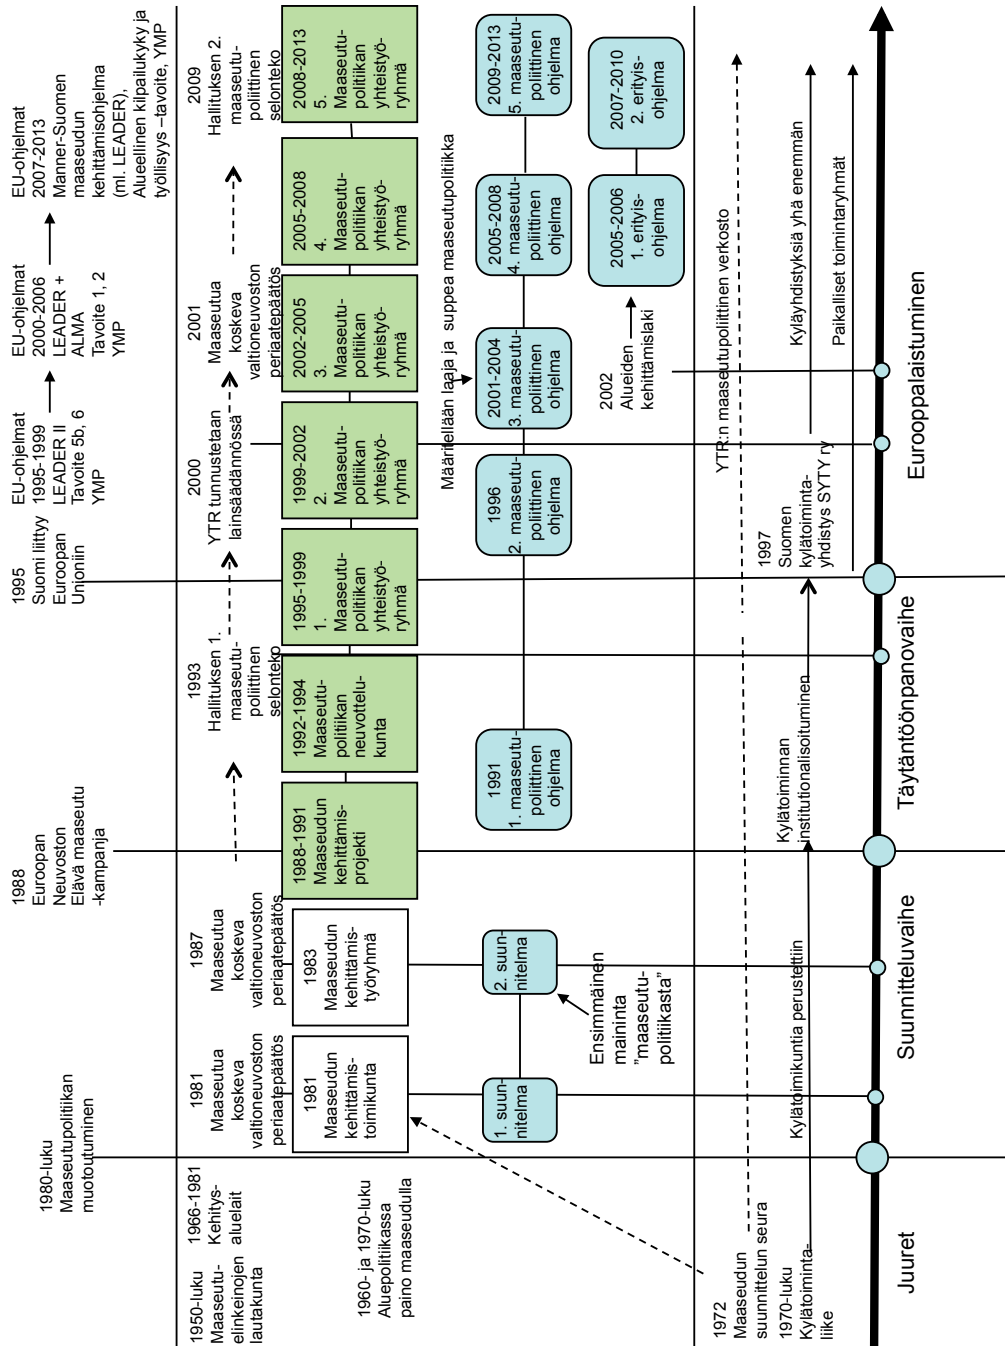 1980-luku
Maaseutupolitiikan
muotoutuminen
1988
Euroopan
Neuvoston
Elävä maaseutu
-kampanja
1995
Suomi liittyy
Euroopan
Unioniin
EU-ohjelmat
1995-1999
LEADER II
Tavoite 5b, 6
YMP
EU-ohjelmat
2000-2006
LEADER +
ALMA
Tavoite 1, 2
YMP
EU-ohjelmat
2007-2013
Manner-Suomen
maaseudun
kehittämisohjelma
(ml. LEADER),
Alueellinen kilpailukyky ja
työllisyys –tavoite, YMP
1950-luku
Maaseutu-
elinkeinojen
lautakunta
1966-1981
Kehitys-
aluelait
1981
Maaseutua
koskeva
valtioneuvoston
periaatepäätös
1987
Maaseutua
koskeva
valtioneuvoston
periaatepäätös
1993
Hallituksen 1.
maaseutu-
poliittinen
selonteko
2000
YTR tunnustetaan
lainsäädännössä
2001
Maaseutua
koskeva
valtioneuvoston
periaatepäätös
2009
Hallituksen 2.
maaseutu-
poliittinen
selonteko
1960- ja 1970-luku
Aluepolitiikassa
paino maaseudulla
1981
Maaseudun
kehittämis-
toimikunta
1983
Maaseudun
kehittämis-
työryhmä
1988-1991
Maaseudun
kehittämis-
projekti
1992-1994
Maaseutu-
politiikan
neuvottelu-
kunta
1995-1999
1. Maaseutu-
politiikan
yhteistyö-
ryhmä
1999-2002
2. Maaseutu-
politiikan
yhteistyö-
ryhmä
2002-2005
3. Maaseutu-
politiikan
yhteistyö-
ryhmä
2005-2008
4. Maaseutu-
politiikan
yhteistyö-
ryhmä
2008-2013
5. Maaseutu-
politiikan
yhteistyö-
ryhmä
Määritellään laaja ja suppea maaseutupolitiikka
1. suun-
nitelma
2. suun-
nitelma
1991
1. maaseutu-
poliittinen
ohjelma
1996
2. maaseutu-
poliittinen
ohjelma
2001-2004
3. maaseutu-
poliittinen
ohjelma
2005-2008
4. maaseutu-
poliittinen
ohjelma
2009-2013
5. maaseutu-
poliittinen
ohjelma
Ensimmäinen
maininta
”maaseutu-
politiikasta”
2002
Alueiden
kehittämislaki
2005-2006
1. erityis-
ohjelma
2007-2010
2. erityis-
ohjelma
1972
Maaseudun
suunnittelun seura
YTR:n maaseutupoliittinen verkosto
1970-luku
Kylätoiminta-
liike
Kylätoimikuntia perustettiin
Kylätoiminnan
institutionalisoituminen
1997
Suomen
kylätoiminta-
yhdistys SYTY ry
Kyläyhdistyksiä yhä enemmän
Paikalliset toimintaryhmät
Juuret
Suunnitteluvaihe
Täytäntöönpanovaihe
Eurooppalaistuminen